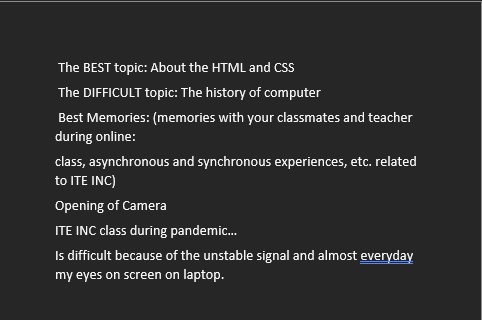 The BEST topic: About the HTML and CSS
The DIFFICULT topic: The history of computer
Best Memories: (memories with your classmates and teacher
during online:
class, asynchronous and synchronous experiences, etc. related
to ITE INC)
Opening of Camera
ITE INC class during pandemic...
Is difficult because of the unstable signal and almost everyday
my eyes on screen on laptop.